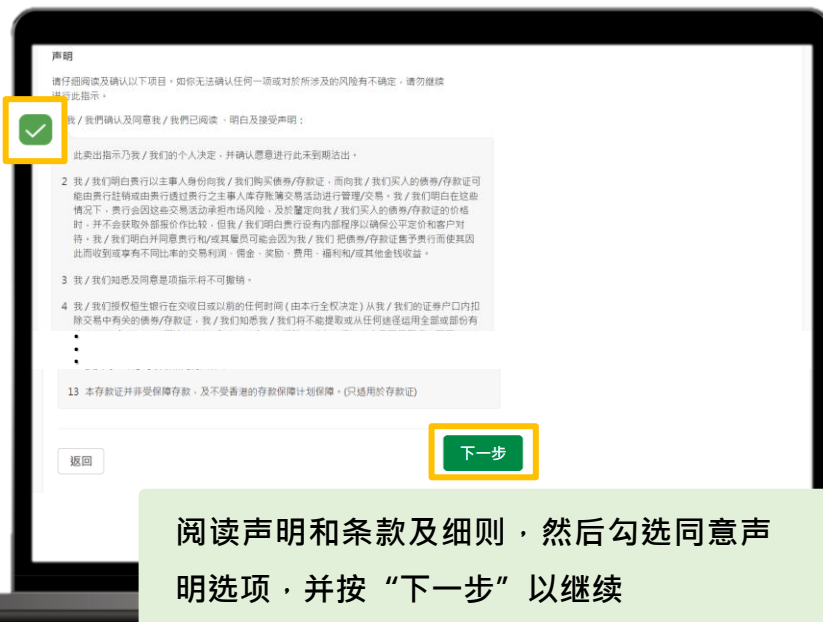 声明
请仔细阅读及确认以下项目。如你无法确认任何一项或对於所涉及的风险有不确定，请勿继续
进行此指示。
我 / 我們确认及同意我 / 我們已阅读 、明白及接受声明：
此卖出指示乃我 / 我们的个人决定，并确认愿意进行此未到期沽出。
2 我 / 我们明白贵行以主事人身份向我 / 我们购买债券/存款证，而向我 / 我们买入的债券/存款证可
能由贵行註销或由贵行透过贵行之主事人库存账簿交易活动进行管理/交易。我 / 我们明白在这些
情况下，贵行会因这些交易活动承担市场风险，及於釐定向我 / 我们买入的债券/存款证的价格
时，并不会获取外部报价作比较，但我 / 我们明白贵行设有内部程序以确保公平定价和客户对
待。我 / 我们明白并同意贵行和/或其雇员可能会因为我 / 我们 把债券/存款证售予贵行而使其因
此而收到或享有不同比率的交易利润、佣金、奖励、费用、福利和/或其他金钱收益。
3 我 / 我们知悉及同意是项指示将不可撤销。
4 我 / 我们授权恒生银行在交收日或以前的任何时间 ( 由本行全权决定 ) 从我 / 我们的证券户口内扣
除交易中有关的债券/存款证，我 / 我们知悉我 / 我们将不能提取或从任何途径运用全部或部份有
13 本存款证并非受保障存款，及不受香港的存款保障计划保障。(只适用於存款证)
返回
下一步
阅读声明和条款及细则，然后勾选同意声
明选项，并按“下一步”以继续